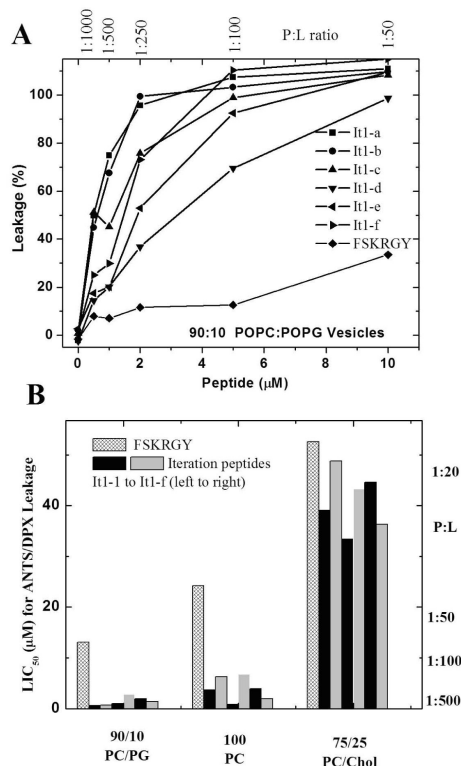 A
1:1000
1:500
1:250
1:100
P:L ratio
1:50
Leakage (%)
100
80
60
40
20
0
It1-a
It1-b
It1-c
It1-d
It1-e
It1-f
FSKRGY
90:10 POPC:POPG Vesicles
0
2
4
6
8
10
Peptide (µM)
B
LIC50 (µM) for ANTS/DPX Leakage
40
20
0
FSKRGY
Iteration peptides
It1-1 to It1-f (left to right)
1:20
P:L
1:50
1:100
1:500
90/10
PC/PG
100
PC
75/25
PC/Chol